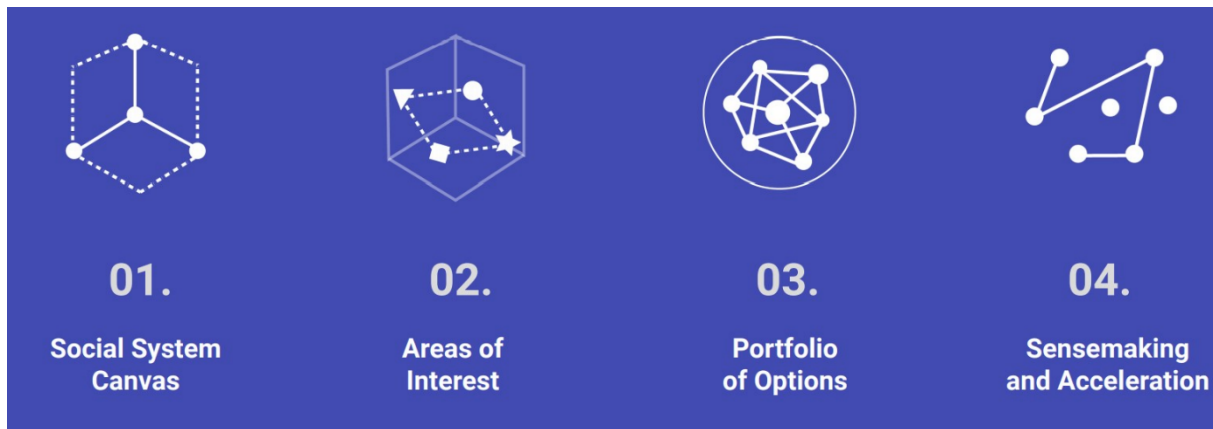 01.
Social System
Canvas
02.
Areas of
Interest
03.
Portfolio
of Options
04.
Sensemaking
and Acceleration